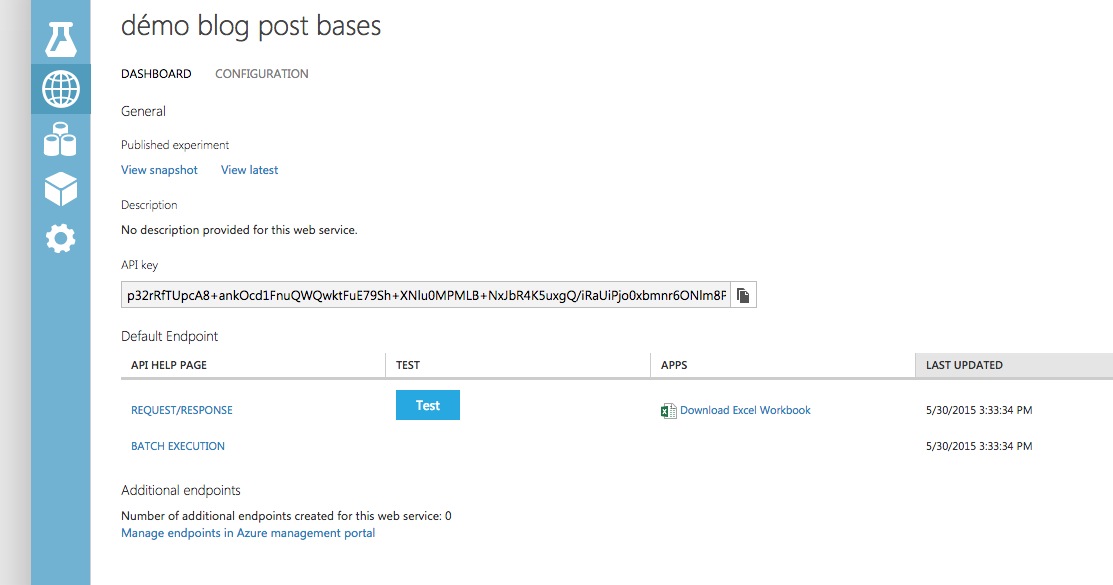 démo blog post bases
DASHBOARD CONFIGURATION
General
Published experiment
View snapshot View latest
Description
No description provided for this web service.
API key
p32rRfTUpcA8+ankOcd1FnuQWQwktFuE79Sh+XNlu0MPMLB+NxJbR4K5uxgQ/iRaUiPjo0xbmnr6ONlm8F
Default Endpoint
API HELP PAGE TEST APPS LAST UPDATED
REQUEST/RESPONSE Test Download Excel Workbook 5/30/2015 3:33:34 PM
BATCH EXECUTION 5/30/2015 3:33:34 PM
Additional endpoints
Number of additional endpoints created for this web service: 0
Manage endpoints in Azure management portal